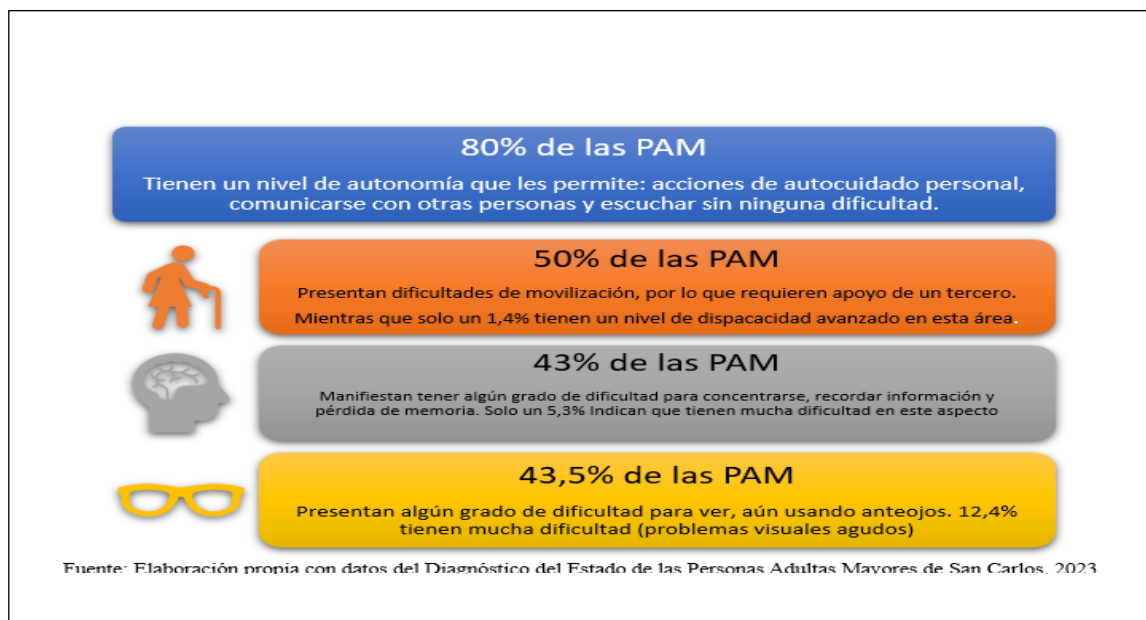 80% de las PAM
Tienen un nivel de autonomía que les permite: acciones de autocuidado personal,
comunicarse con otras personas y escuchar sin ninguna dificultad.
50% de las PAM
Presentan dificultades de movilización, por lo que requieren apoyo de un tercero.
Mientras que solo un 1,4% tienen un nivel de dispacacidad avanzado en esta área.
43% de las PAM
Manifiestan tener algún grado de dificultad para concentrarse, recordar información y
pérdida de memoria. Solo un 5,3% Indican que tienen mucha dificultad en este aspecto
43,5% de las PAM
Presentan algún grado de dificultad para ver, aún usando anteojos. 12,4%
tienen mucha dificultad (problemas visuales agudos)
Fuente: Elaboración propia con datos del Diagnóstico del Estado de las Personas Adultas Mayores de San Carlos, 2023